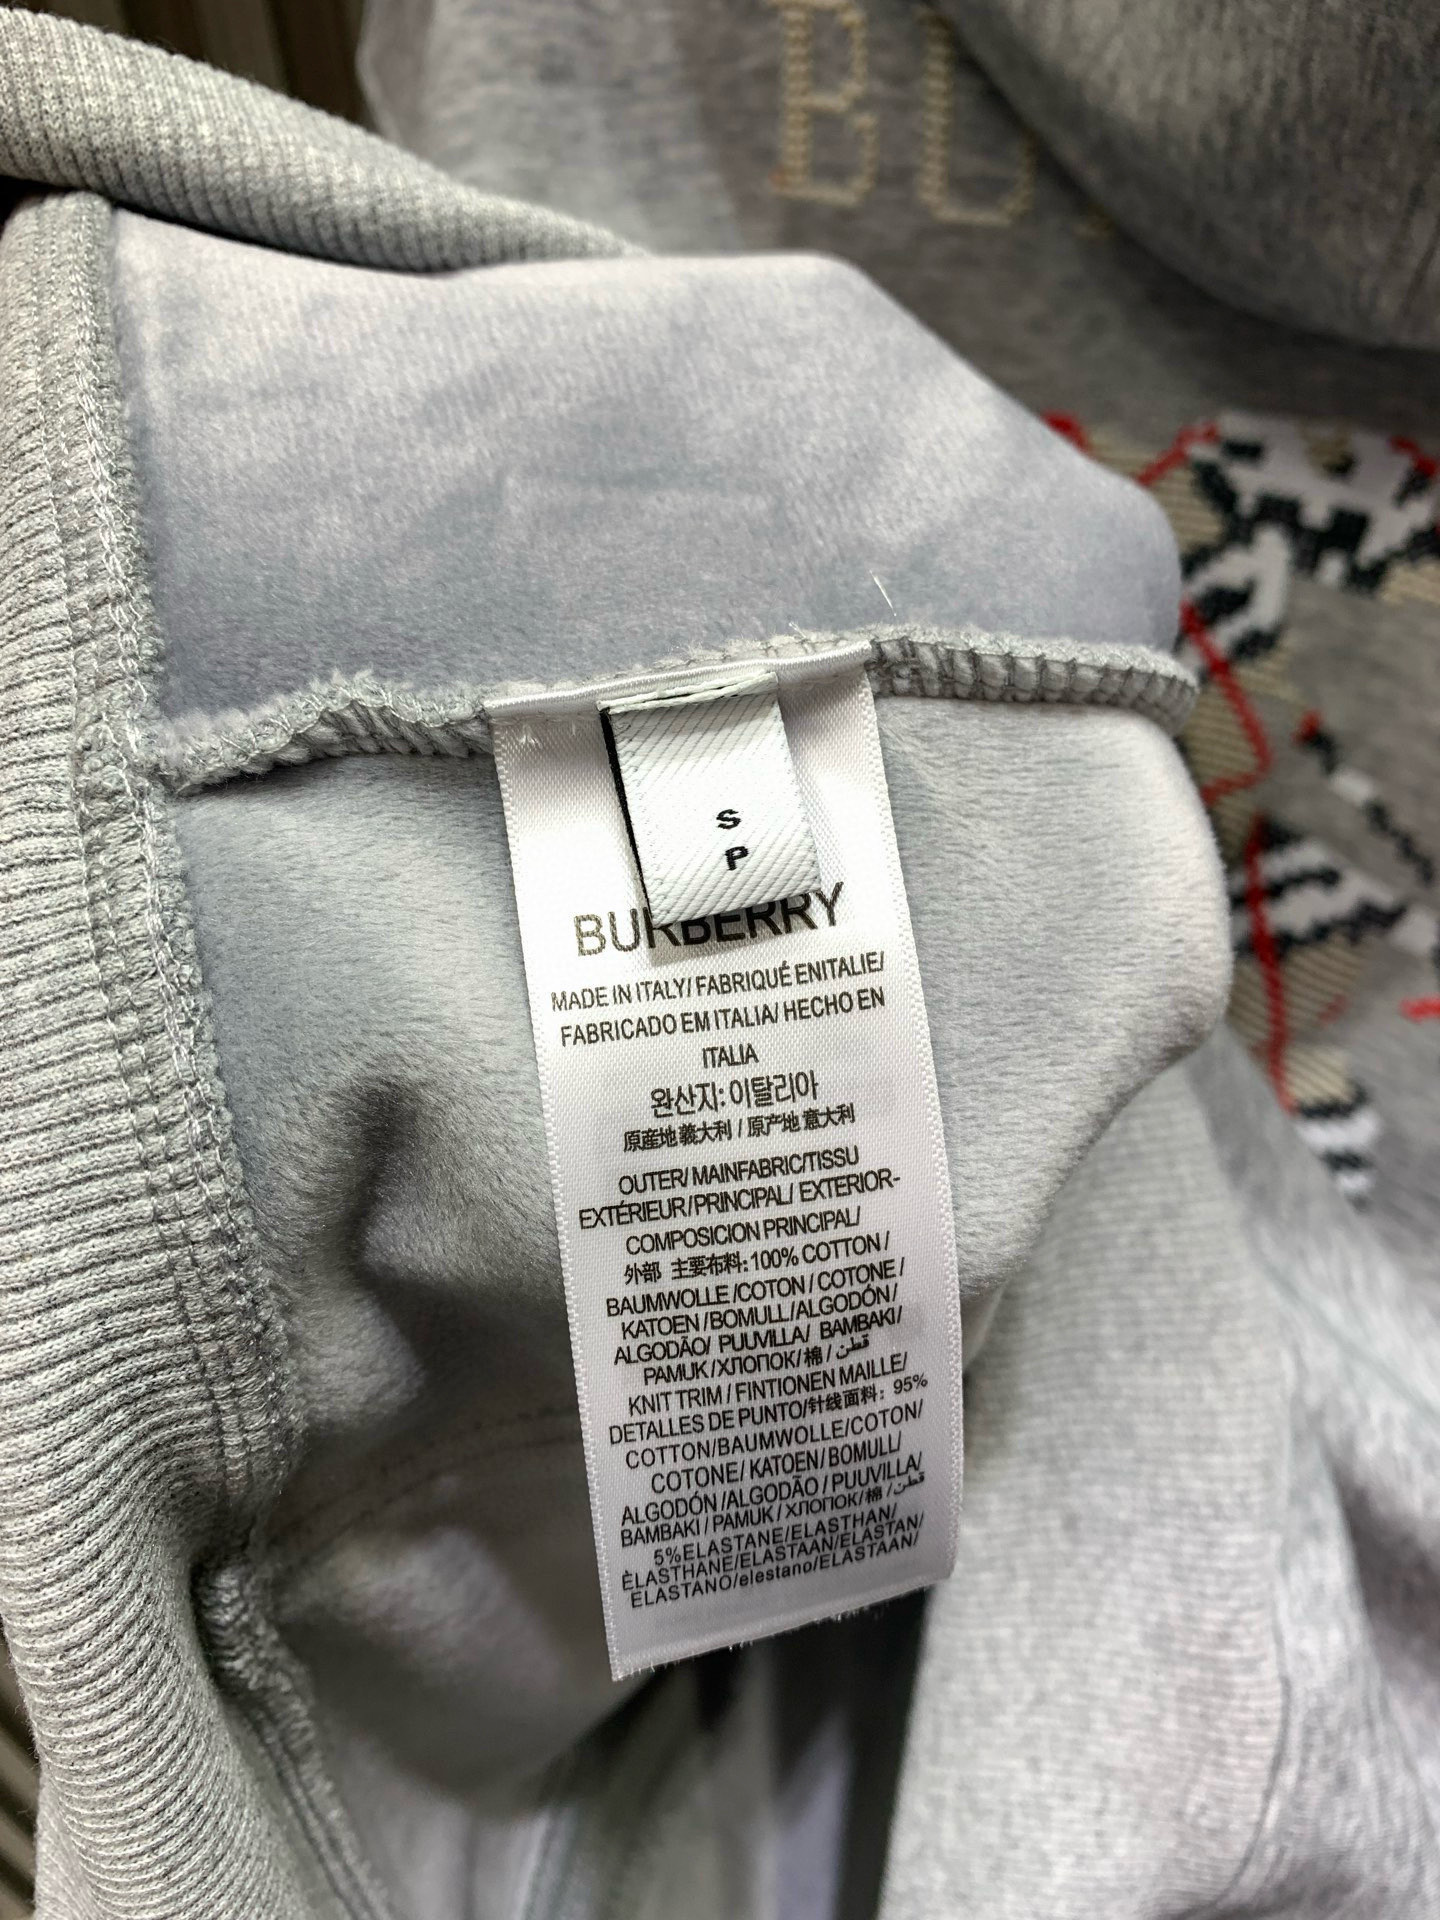 BU
S
P
BURBERRY
MADE IN ITALY/ FABRIQUÉ ENITALIE/
FABRICADO EM ITALIA/ HECHO EN
ITALIA
완산지:이탈리아
原産地義大利 / 原产地 意大利
OUTER/ MAINFABRIC/TISSU
EXTÉRIEUR/PRINCIPAL/ EXTERIOR-
COMPOSICION PRINCIPAL/
外部 主要布料:100% COTTON /
BAUMWOLLE /COTON / COTONE /
KATOEN /BOMULL/ALGODÓN/
ALGODÃO/ PUUVILLA/ BAMBAKI/
PAMUK /ХЛОПОК/棉 / قطن/
KNIT TRIM / FINTIONEN MAILLE/
DETALLES DE PUNTO/针线面料: 95%
COTTON/BAUMWOLLE/COTON/
COTONE/ KATOEN/BOMULL/
ALGODÓN /ALGODÃO / PUUVILLA/
BAMBAKI / PAMUK /ХЛОПОК/棉 /قطن/
5%ELASTANE/ELASTHAN/
ÈLASTHANE/ELASTAAN/ELASTAN/
ELASTANO/elestano/ELASTAAN/